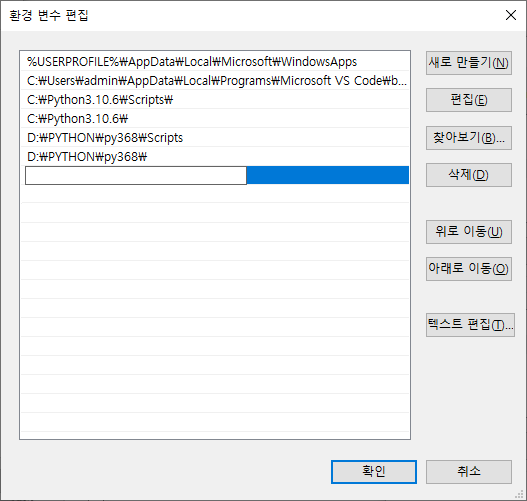 환경 변수 편집
%USERPROFILE%₩AppData₩Local₩Microsoft₩WindowsApps
C:₩Users₩admin₩AppData₩Local₩Programs₩Microsoft VS Code₩b...
C:₩Python3.10.6₩Scripts₩
C:₩Python3.10.6₩
D:₩PYTHON₩py368₩Scripts
D:₩PYTHON₩py368₩
새로 만들기(N)
편집(E)
찾아보기(B)...
삭제(D)
위로 이동(U)
아래로 이동(O)
텍스트 편집(T)...
확인
취소